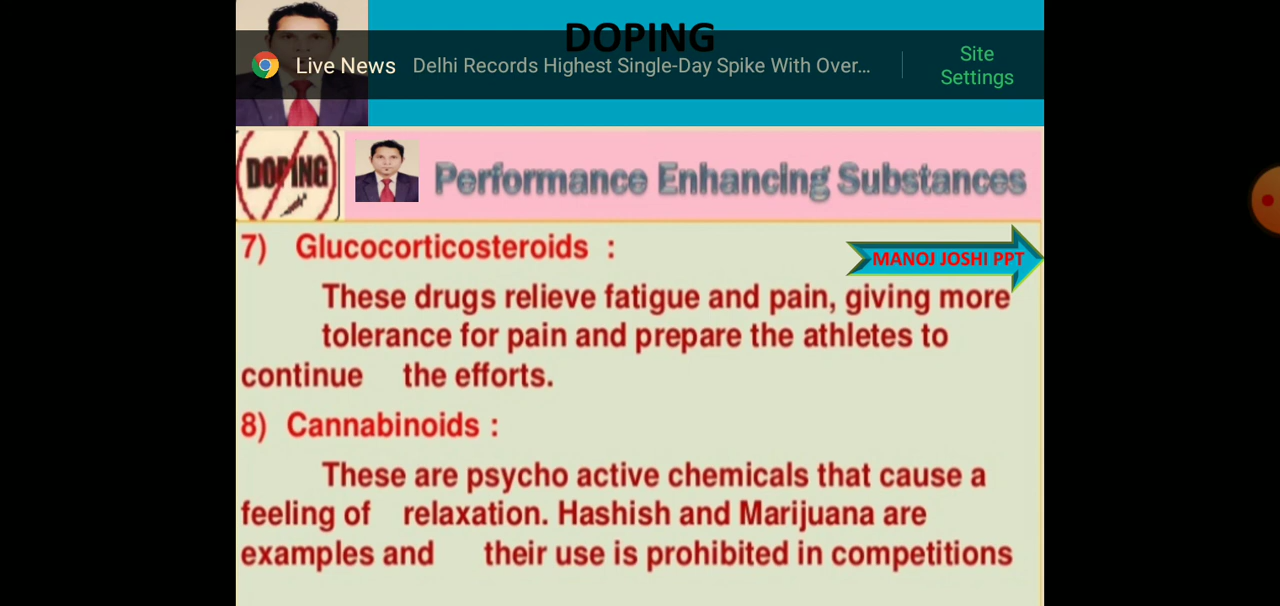 DOPING
Live News Delhi Records Highest Single-Day Spike With Over...
Site
Settings
DOPING
Performance Enhancing Substances
7) Glucocorticosteroids :
MANOJ JOSHI PPT
These drugs relieve fatigue and pain, giving more
tolerance for pain and prepare the athletes to
continue the efforts.
8) Cannabinoids :
These are psycho active chemicals that cause a
feeling of relaxation. Hashish and Marijuana are
examples and their use is prohibited in competitions